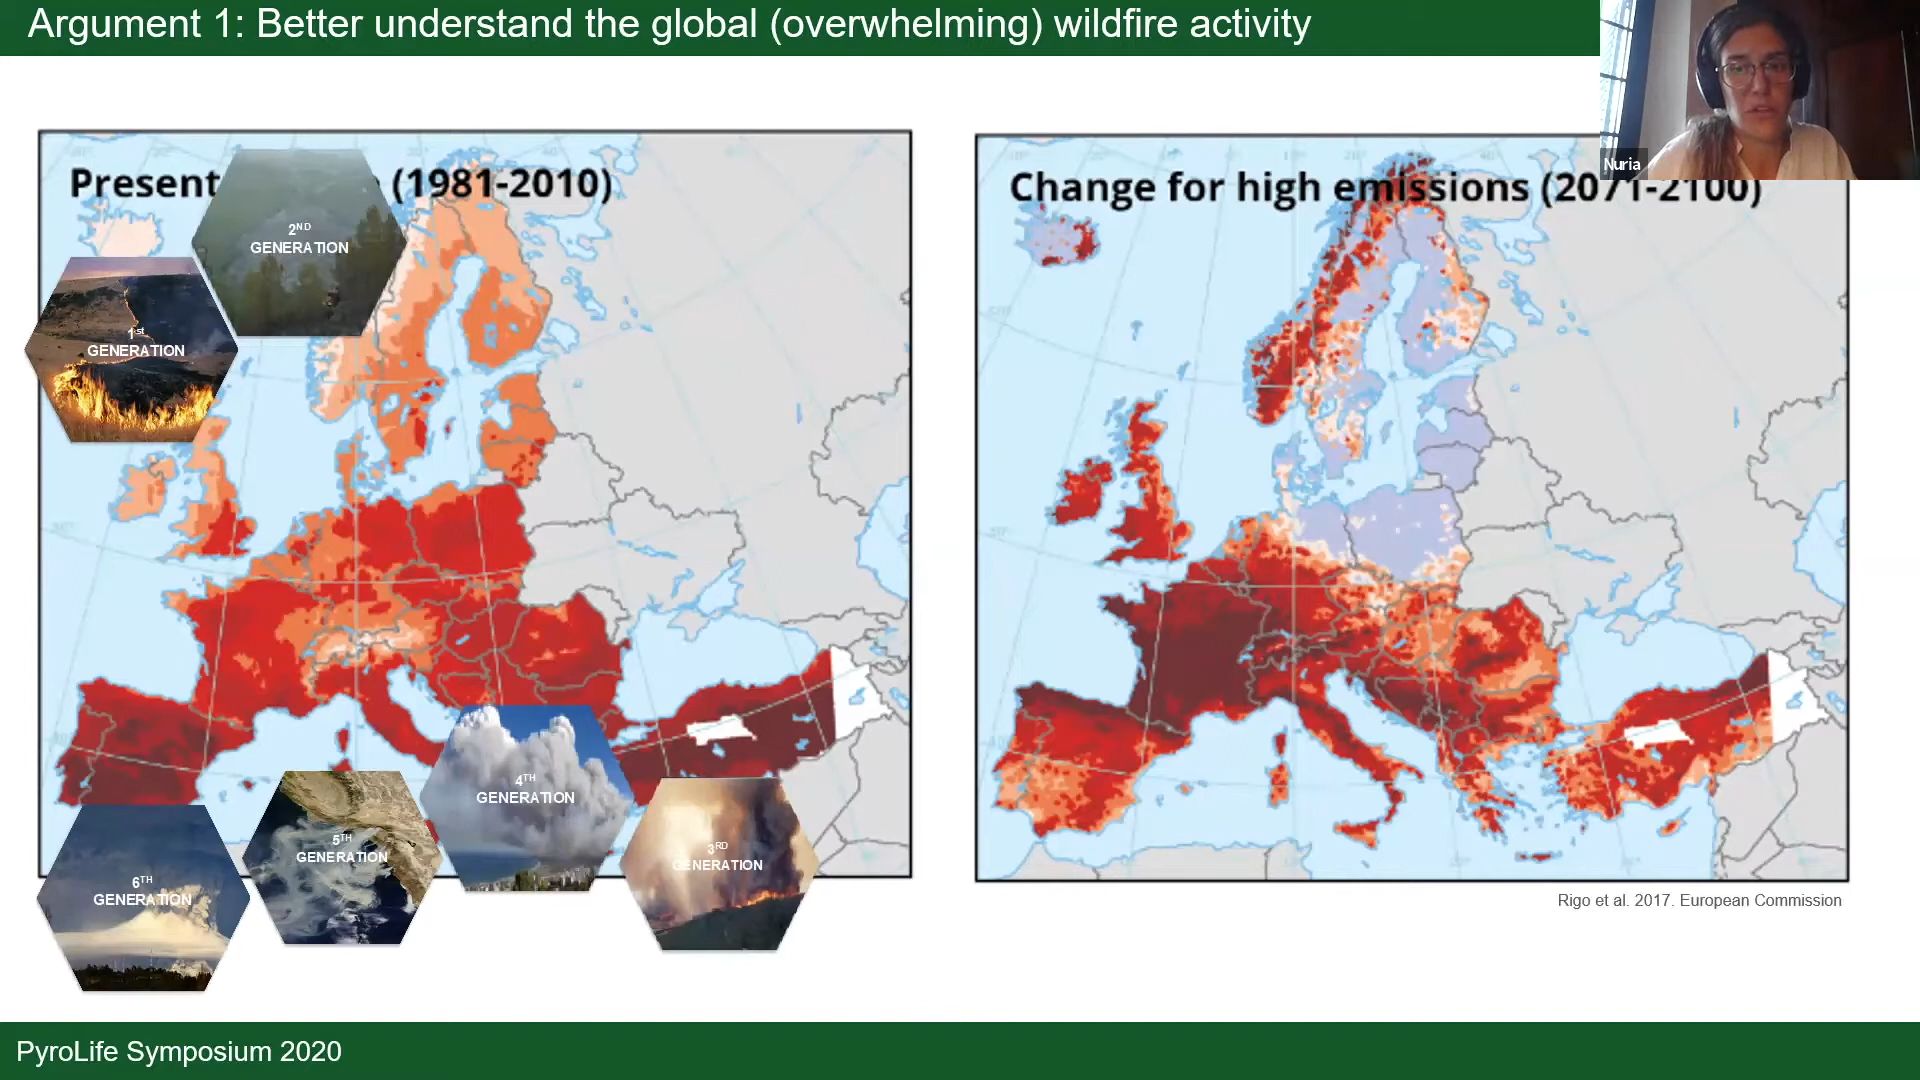 Argument 1: Better understand the global (overwhelming) wildfire activity
Nuria
Present
(1981-2010)
Change for high emissions (2071-2100)
2ND
GENERATION
1st
GENERATION
4TH
GENERATION
5TH
GENERATION
3RD
GENERATION
6TH
GENERATION
Rigo et al. 2017. European Commission
PyroLife Symposium 2020